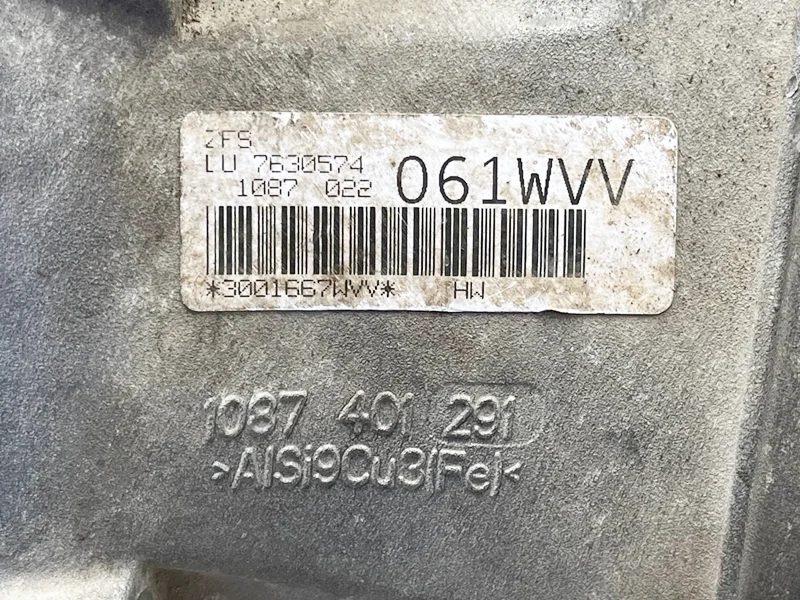 ZFS
LU 7630574
1087 022
061WVV
*3001667WVV* HW
1087 401 291
>AlSi9Cu3(Fe)<